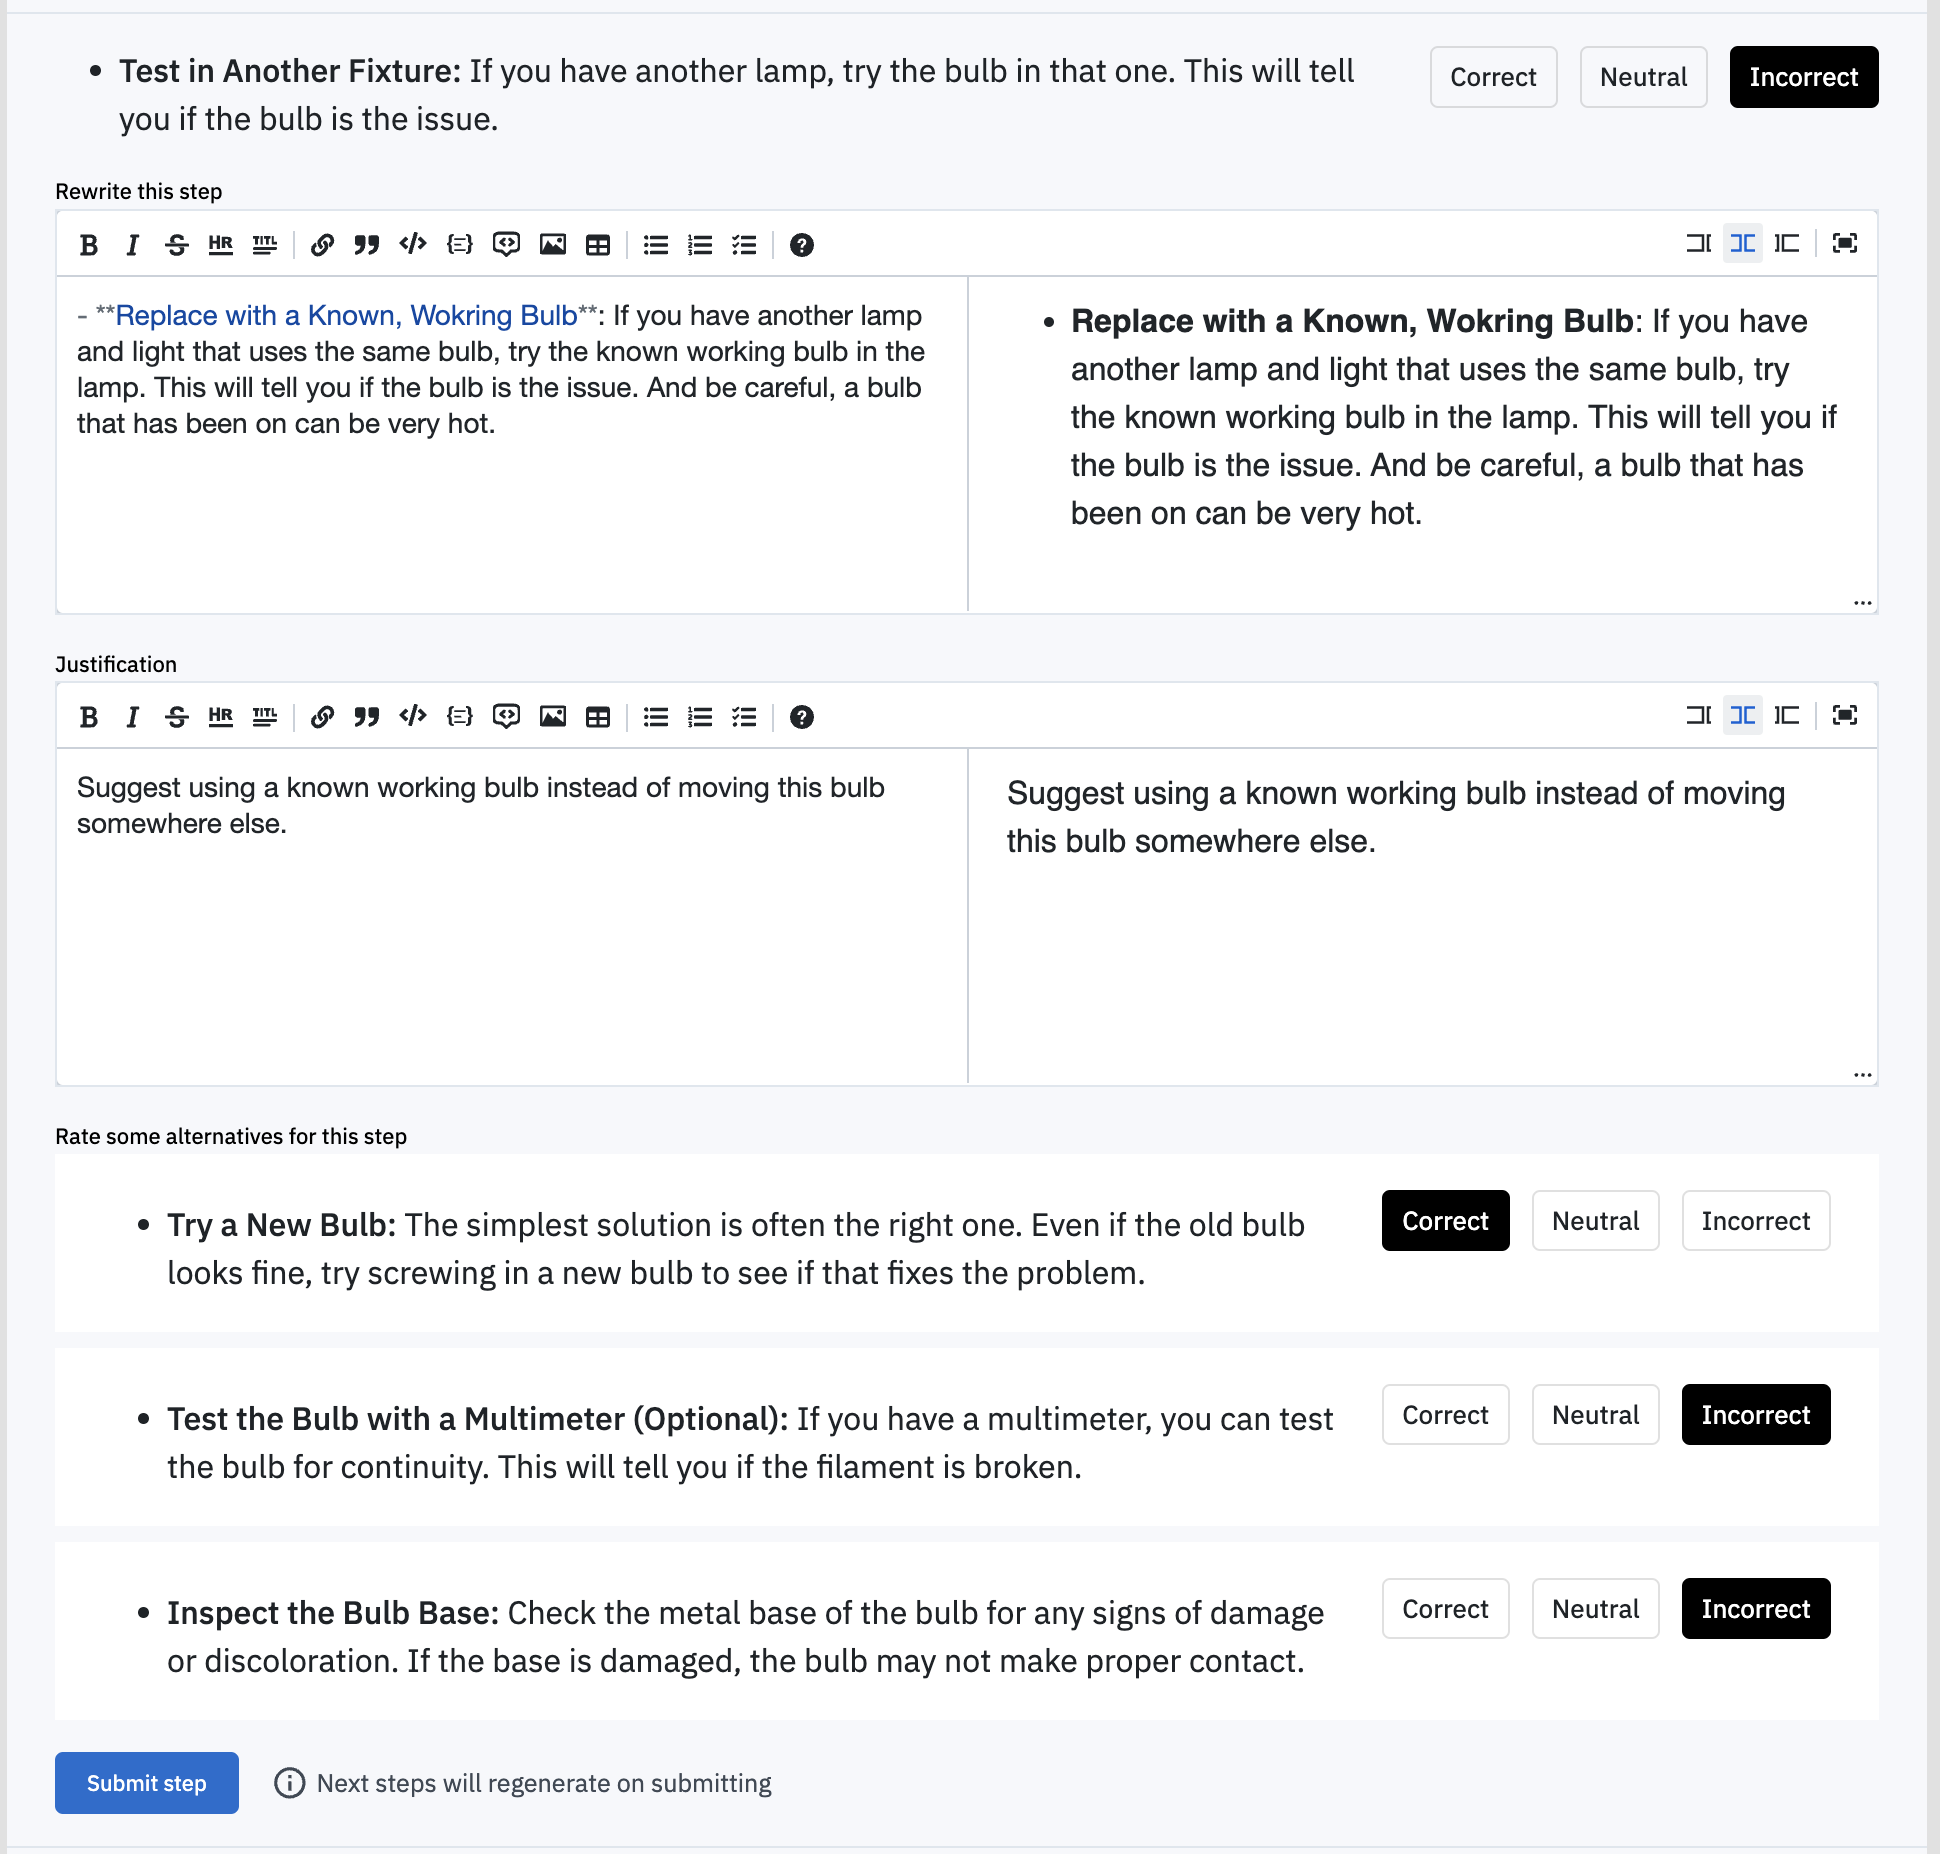 • Test in Another Fixture: If you have another lamp, try the bulb in that one. This will tell
you if the bulb is the issue.
Correct Neutral Incorrect
Rewrite this step
B I S HR TITL
- **Replace with a Known, Wokring Bulb**: If you have another lamp
and light that uses the same bulb, try the known working bulb in the
lamp. This will tell you if the bulb is the issue. And be careful, a bulb
that has been on can be very hot.
• Replace with a Known, Wokring Bulb: If you have
another lamp and light that uses the same bulb, try
the known working bulb in the lamp. This will tell you if
the bulb is the issue. And be careful, a bulb that has
been on can be very hot.
...
Justification
B I S HR TITL
Suggest using a known working bulb instead of moving this bulb
somewhere else.
Suggest using a known working bulb instead of moving
this bulb somewhere else.
...
Rate some alternatives for this step
• Try a New Bulb: The simplest solution is often the right one. Even if the old bulb
looks fine, try screwing in a new bulb to see if that fixes the problem.
Correct Neutral Incorrect
• Test the Bulb with a Multimeter (Optional): If you have a multimeter, you can test
the bulb for continuity. This will tell you if the filament is broken.
Correct Neutral Incorrect
• Inspect the Bulb Base: Check the metal base of the bulb for any signs of damage
or discoloration. If the base is damaged, the bulb may not make proper contact.
Correct Neutral Incorrect
Submit step
Next steps will regenerate on submitting